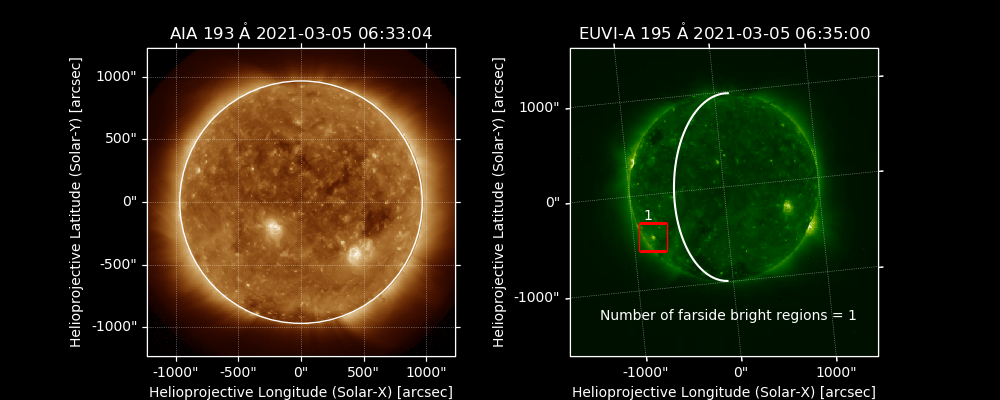 AIA 193 Å 2021-03-05 06:33:04
Helioprojective Latitude (Solar-Y) [arcsec]
1000"
500"
0"
-500"
-1000"
-1000"
-500"
0"
500"
1000"
Helioprojective Longitude (Solar-X) [arcsec]
EUVI-A 195 Å 2021-03-05 06:35:00
Helioprojective Latitude (Solar-Y) [arcsec]
1000"
0"
-1000"
1
Number of farside bright regions = 1
-1000"
0"
1000"
Helioprojective Longitude (Solar-X) [arcsec]